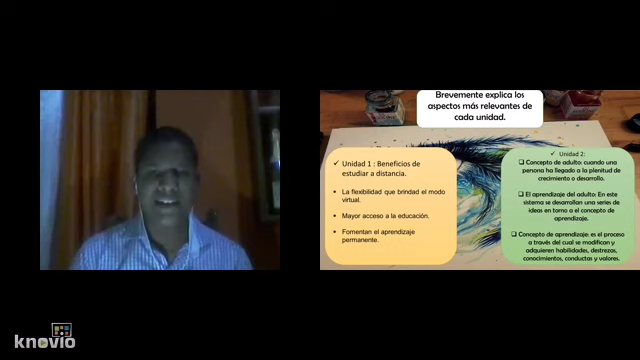 Brevemente explica los
aspectos más relevantes de
cada unidad.
✓ Unidad 1 : Beneficios de
estudiar a distancia.
• La flexibilidad que brindad el modo
virtual.
• Mayor acceso a la educación.
• Fomentan el aprendizaje
permanente.
✓ Unidad 2:
❑ Concepto de adulto: cuando una
persona ha llegado a la plenitud de
crecimiento o desarrollo.
❑ El aprendizaje del adulto: En este
sistema se desarrollan una series de
ideas en torno a el concepto de
aprendizaje.
❑ Concepto de aprendizaje: es el proceso
a través del cual se modifican y
adquieren habilidades, destrezas,
conocimientos, conductas y valores.
knovio